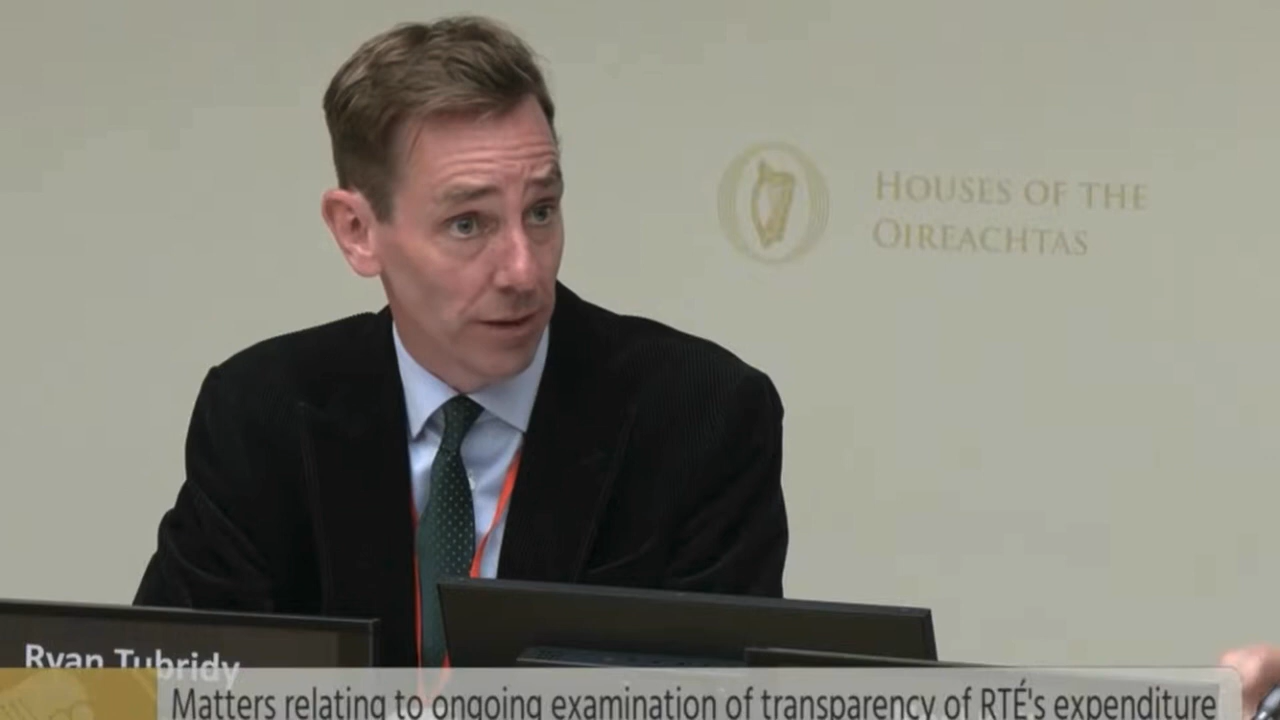 HOUSES OF THE
OIREACHTAS
Ryan Tubridy
Matters relating to ongoing examination of transparency of RTÉ's expenditure